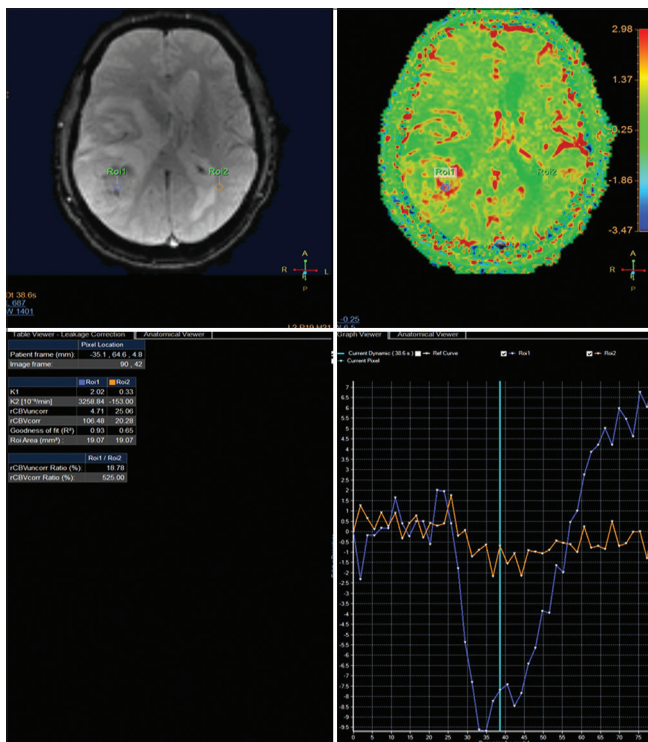 Roi1 Roi2
A
R L
P
Dt 38.6s
L 687
W 1401
2.98
1.37
-0.25
-1.86
-3.47
Roi1 Roi2
A
R L
P
-0.25
Table Viewer - Leakage Correction Anatomical Viewer
Pixel Location
Patient frame (mm): -35.1 , 64.6 , 4.8
Image frame: 90 , 42
Roi1 Roi2
K1 2.02 0.33
K2 [10⁻³/min] 3258.84 -153.00
rCBVuncorr 4.71 25.06
rCBVcorr 106.48 20.28
Goodness of fit (R²) 0.93 0.65
Roi Area (mm²) : 19.07 19.07
Roi1 / Roi2
rCBVuncorr Ratio (%): 18.78
rCBVcorr Ratio (%): 525.00
Graph Viewer Anatomical Viewer
Current Dynamic ( 38.6 s ) Ref Curve Roi1 Roi2
Current Pixel
7
6.5
6
5.5
5
4.5
4
3.5
3
2.5
2
1.5
1
0.5
0.0
-0.5
-1
-1.5
-2
-2.5
-3
-3.5
-4
-4.5
-5
-5.5
-6
-6.5
-7
-7.5
-8
-8.5
-9
-9.5
0 5 10 15 20 25 30 35 40 45 50 55 60 65 70 75